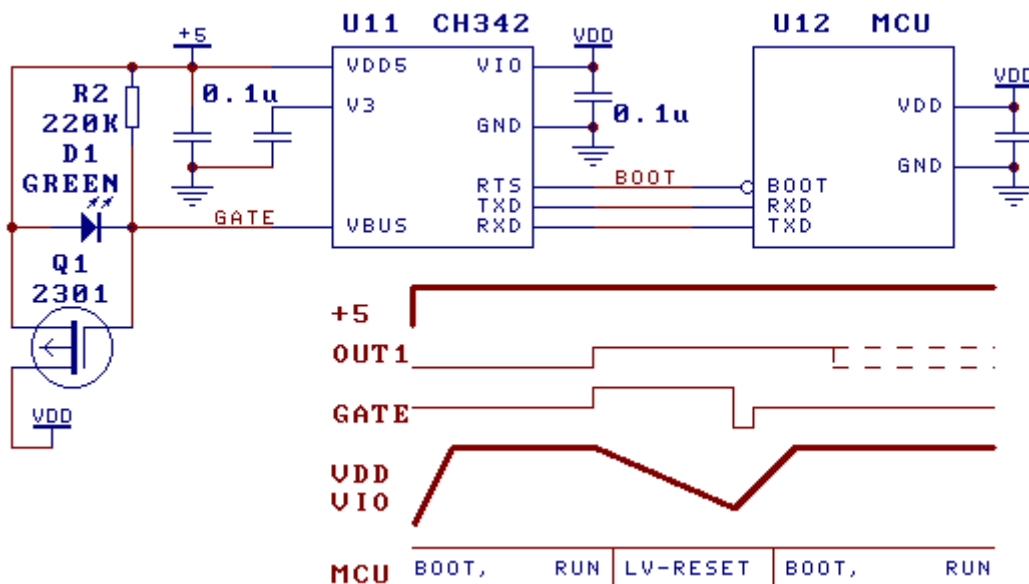 U11 CH342
U12 MCU
+5
VDD
VDD
VDD5
VIO
VDD
R2
220K
0.1u
V3
GND
0.1u
GND
D1
GREEN
RTS
BOOT
BOOT
TXD
RXD
GATE
VBUS
RXD
TXD
Q1
2301
VDD
+5
OUT1
GATE
VDD
VIO
MCU
BOOT, RUN
LV-RESET
BOOT, RUN